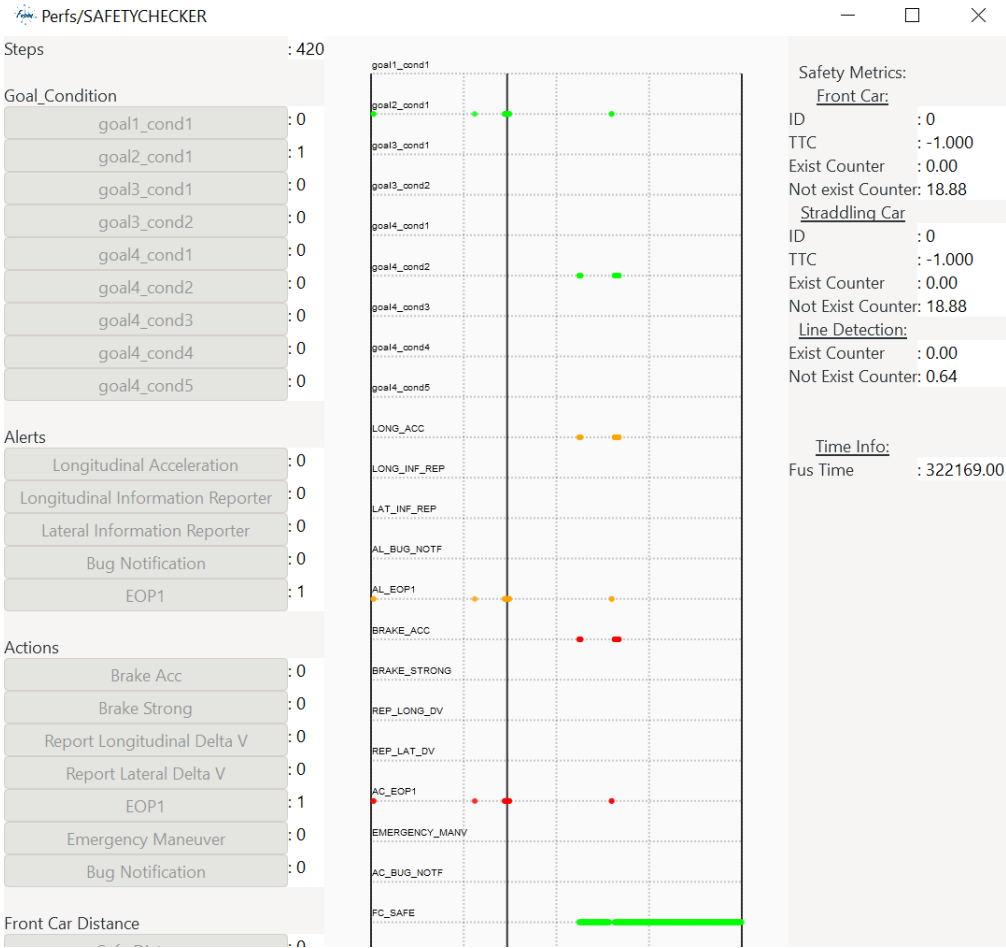 Perfs/SAFETYCHECKER
Steps : 420
Goal_Condition
goal1_cond1 : 0
goal2_cond1 : 1
goal3_cond1 : 0
goal3_cond2 : 0
goal4_cond1 : 0
goal4_cond2 : 0
goal4_cond3 : 0
goal4_cond4 : 0
goal4_cond5 : 0
Alerts
Longitudinal Acceleration : 0
Longitudinal Information Reporter : 0
Lateral Information Reporter : 0
Bug Notification : 0
EOP1 : 1
Actions
Brake Acc : 0
Brake Strong : 0
Report Longitudinal Delta V : 0
Report Lateral Delta V : 0
EOP1 : 1
Emergency Maneuver : 0
Bug Notification : 0
Front Car Distance
: 0
goal1_cond1
goal2_cond1
goal3_cond1
goal3_cond2
goal4_cond1
goal4_cond2
goal4_cond3
goal4_cond4
goal4_cond5
LONG_ACC
LONG_INF_REP
LAT_INF_REP
AL_BUG_NOTF
AL_EOP1
BRAKE_ACC
BRAKE_STRONG
REP_LONG_DV
REP_LAT_DV
AC_EOP1
EMERGENCY_MANV
AC_BUG_NOTF
FC_SAFE
Safety Metrics:
Front Car:
ID : 0
TTC : -1.000
Exist Counter : 0.00
Not exist Counter: 18.88
Straddling Car
ID : 0
TTC : -1.000
Exist Counter : 0.00
Not Exist Counter: 18.88
Line Detection:
Exist Counter : 0.00
Not Exist Counter: 0.64
Time Info:
Fus Time : 322169.00